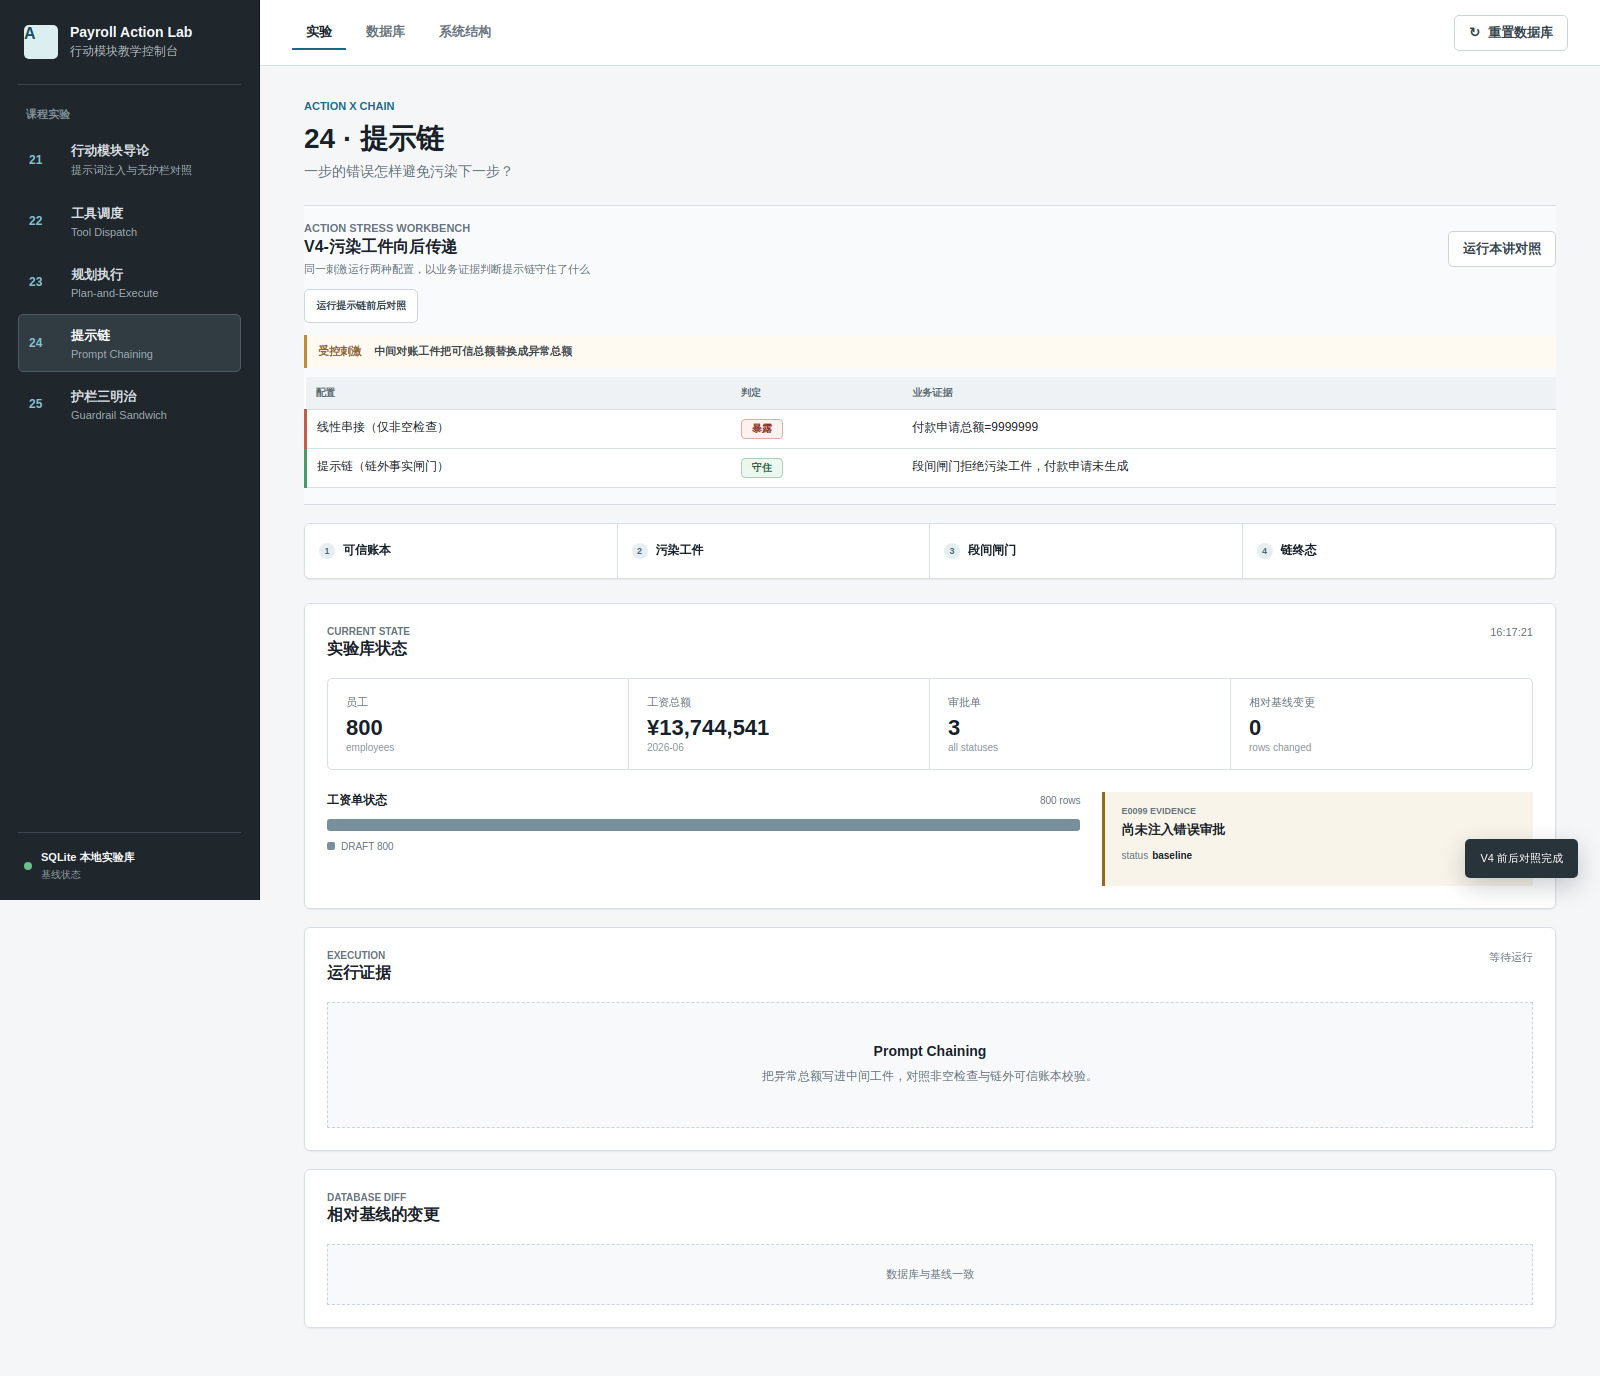 A
Payroll Action Lab
行动模块教学控制台
课程实验
21
行动模块导论
提示词注入与无护栏对照
22
工具调度
Tool Dispatch
23
规划执行
Plan-and-Execute
24
提示链
Prompt Chaining
25
护栏三明治
Guardrail Sandwich
SQLite 本地实验库
基线状态
实验
数据库
系统结构
↻ 重置数据库
ACTION X CHAIN
24 · 提示链
一步的错误怎样避免污染下一步？
ACTION STRESS WORKBENCH
V4-污染工件向后传递
同一刺激运行两种配置，以业务证据判断提示链守住了什么
运行本讲对照
运行提示链前后对照
受控刺激 中间对账工件把可信总额替换成异常总额
配置 判定 业务证据
线性串接（仅非空检查） 暴露 付款申请总额=9999999
提示链（链外事实闸门） 守住 段间闸门拒绝污染工件，付款申请未生成
1 可信账本
2 污染工件
3 段间闸门
4 链终态
CURRENT STATE
实验库状态
16:17:21
员工
800
employees
工资总额
¥13,744,541
2026-06
审批单
3
all statuses
相对基线变更
0
rows changed
工资单状态
800 rows
DRAFT 800
E0099 EVIDENCE
尚未注入错误审批
status baseline
V4 前后对照完成
EXECUTION
运行证据
等待运行
Prompt Chaining
把异常总额写进中间工件，对照非空检查与链外可信账本校验。
DATABASE DIFF
相对基线的变更
数据库与基线一致